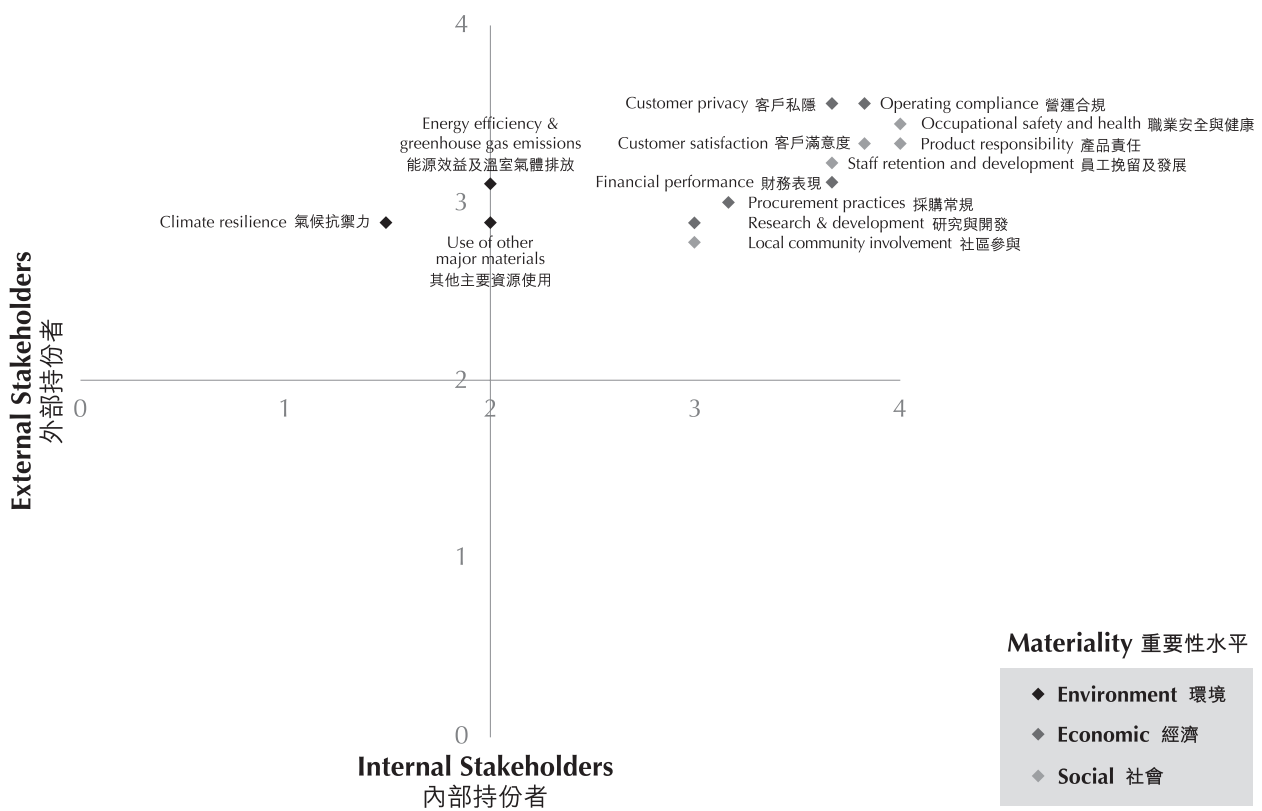 4
Customer privacy 客戶私隱
Operating compliance 營運合規
Energy efficiency &
greenhouse gas emissions
能源效益及溫室氣體排放
Occupational safety and health 職業安全與健康
Customer satisfaction 客戶滿意度
Product responsibility 產品責任
Staff retention and development 員工挽留及發展
Financial performance 財務表現
3
Procurement practices 採購常規
Climate resilience 氣候抗禦力
Research & development 研究與開發
Use of other
major materials
其他主要資源使用
Local community involvement 社區參與
External Stakeholders
外部持份者
2
0 1 2 3 4
1
0
Internal Stakeholders
內部持份者
Materiality 重要性水平
Environment 環境
Economic 經濟
Social 社會